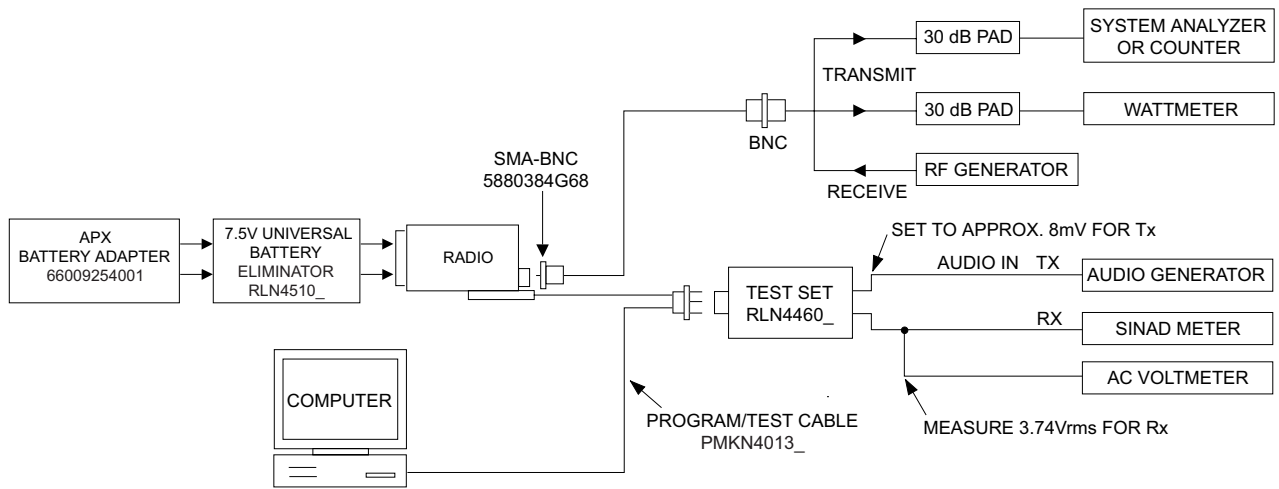 30 dB PAD
SYSTEM ANALYZER
OR COUNTER
TRANSMIT
30 dB PAD
WATTMETER
BNC
RF GENERATOR
RECEIVE
SMA-BNC
5880384G68
APX
BATTERY ADAPTER
66009254001
7.5V UNIVERSAL
BATTERY
ELIMINATOR
RLN4510_
RADIO
SET TO APPROX. 8mV FOR Tx
AUDIO IN TX
AUDIO GENERATOR
TEST SET
RLN4460_
RX
SINAD METER
AC VOLTMETER
MEASURE 3.74Vrms FOR Rx
COMPUTER
PROGRAM/TEST CABLE
PMKN4013_